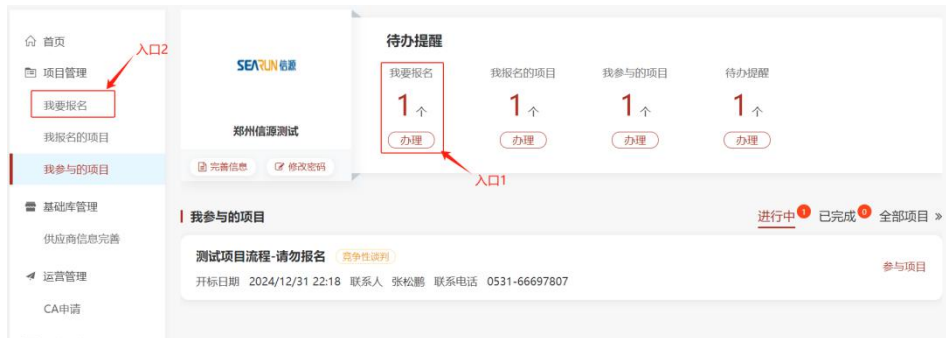 首页
项目管理
我要报名
我报名的项目
我参与的项目
基础库管理
供应商信息完善
运营管理
CA申请
入口2
SEARUN 信源
郑州信源测试
完善信息 修改密码
待办提醒
我要报名 我报名的项目 我参与的项目 待办提醒
1个 1个 1个 1个
办理 办理 办理 办理
入口1
我参与的项目 进行中 1 已完成 0 全部项目 »
测试项目流程-请勿报名 竞争性谈判
开标日期 2024/12/31 22:18 联系人 张松鹏 联系电话 0531-66697807
参与项目